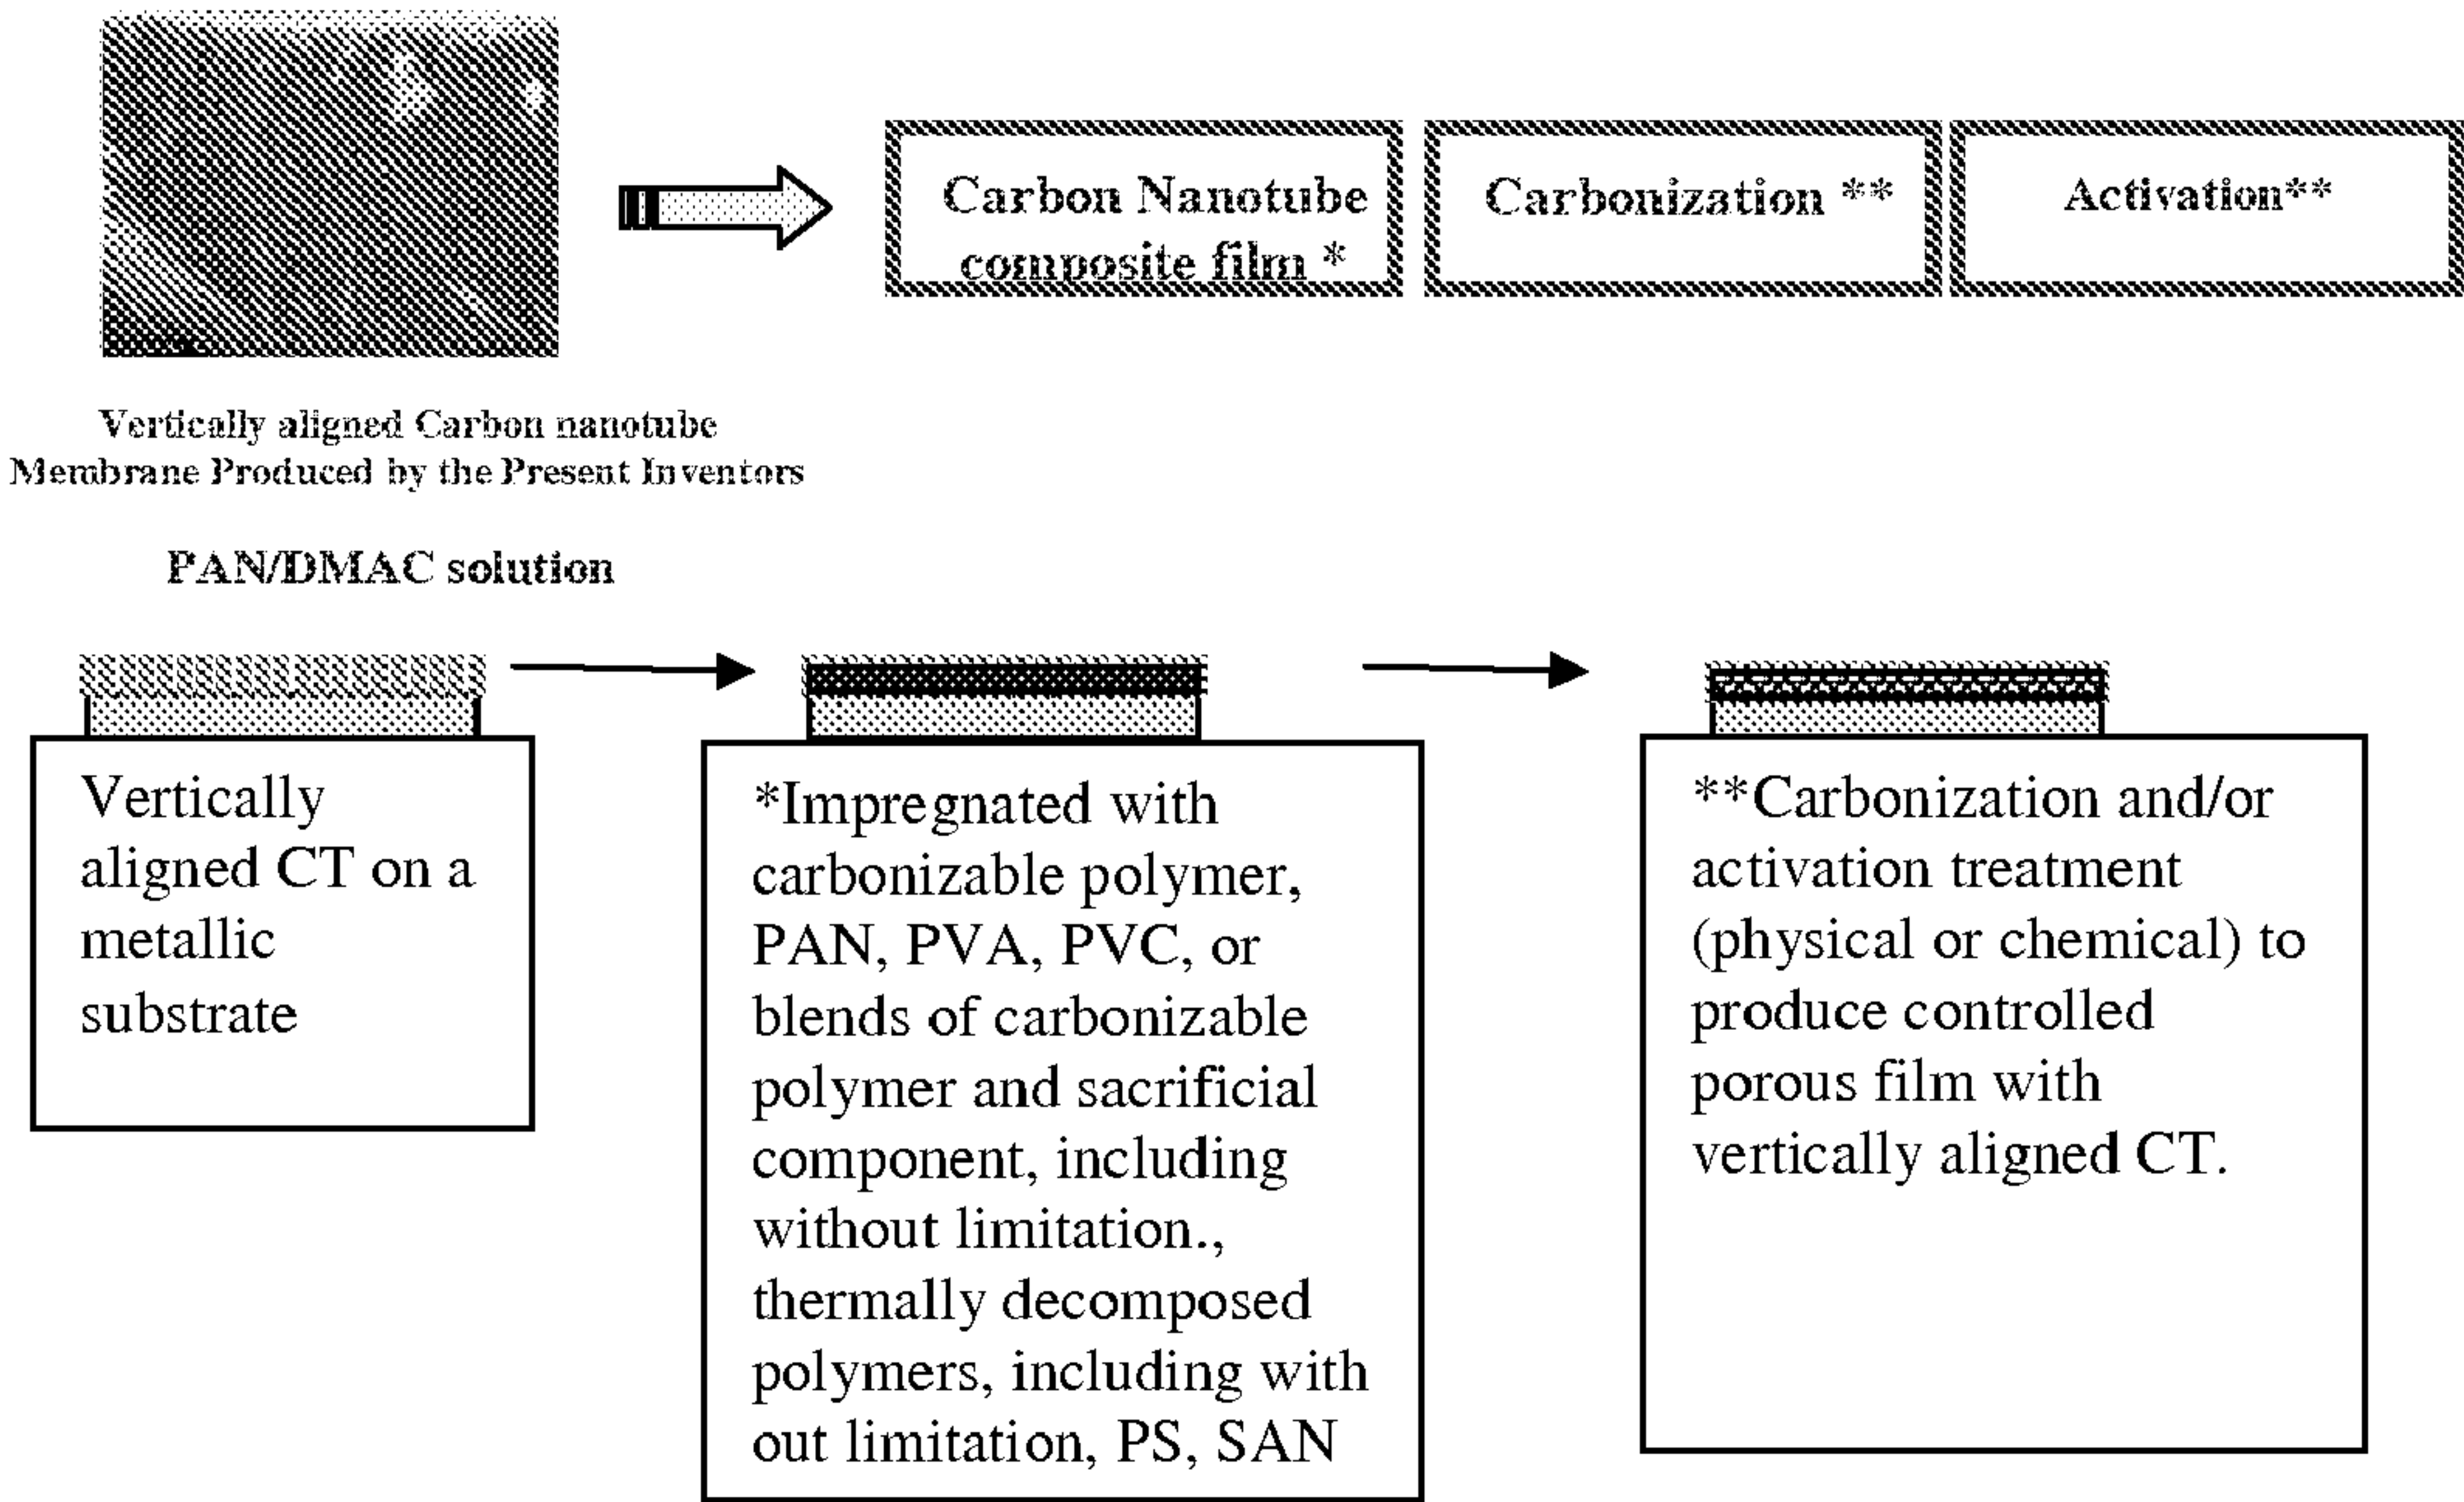 Carbon Nanotube
composite film *
Carbonization **
Activation**
Vertically aligned Carbon nanotube
Membrane Produced by the Present Inventors
PAN/DMAC solution
Vertically
aligned CT on a
metallic
substrate
*Impregnated with
carbonizable polymer,
PAN, PVA, PVC, or
blends of carbonizable
polymer and sacrificial
component, including
without limitation.,
thermally decomposed
polymers, including with
out limitation, PS, SAN
**Carbonization and/or
activation treatment
(physical or chemical) to
produce controlled
porous film with
vertically aligned CT.